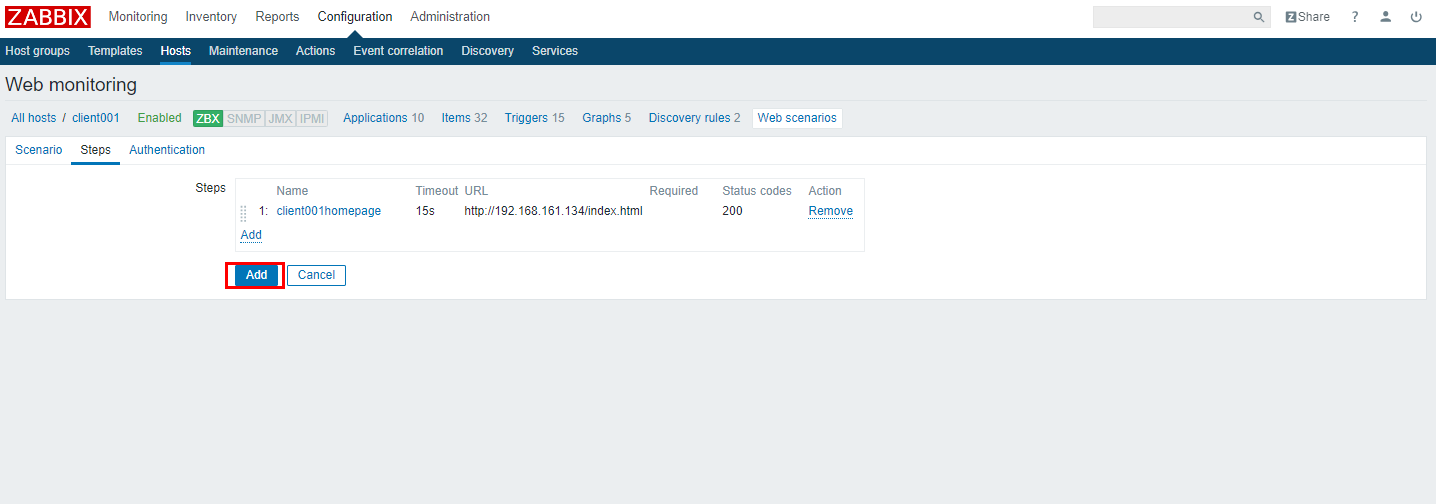 ZABBIX Monitoring Inventory Reports Configuration Administration Z Share ?
Host groups Templates Hosts Maintenance Actions Event correlation Discovery Services
Web monitoring
All hosts / client001 Enabled ZBX SNMP JMX IPMI Applications 10 Items 32 Triggers 15 Graphs 5 Discovery rules 2 Web scenarios
Scenario Steps Authentication
Steps Name Timeout URL Required Status codes Action
1: client001homepage 15s http://192.168.161.134/index.html 200 Remove
Add
Add Cancel